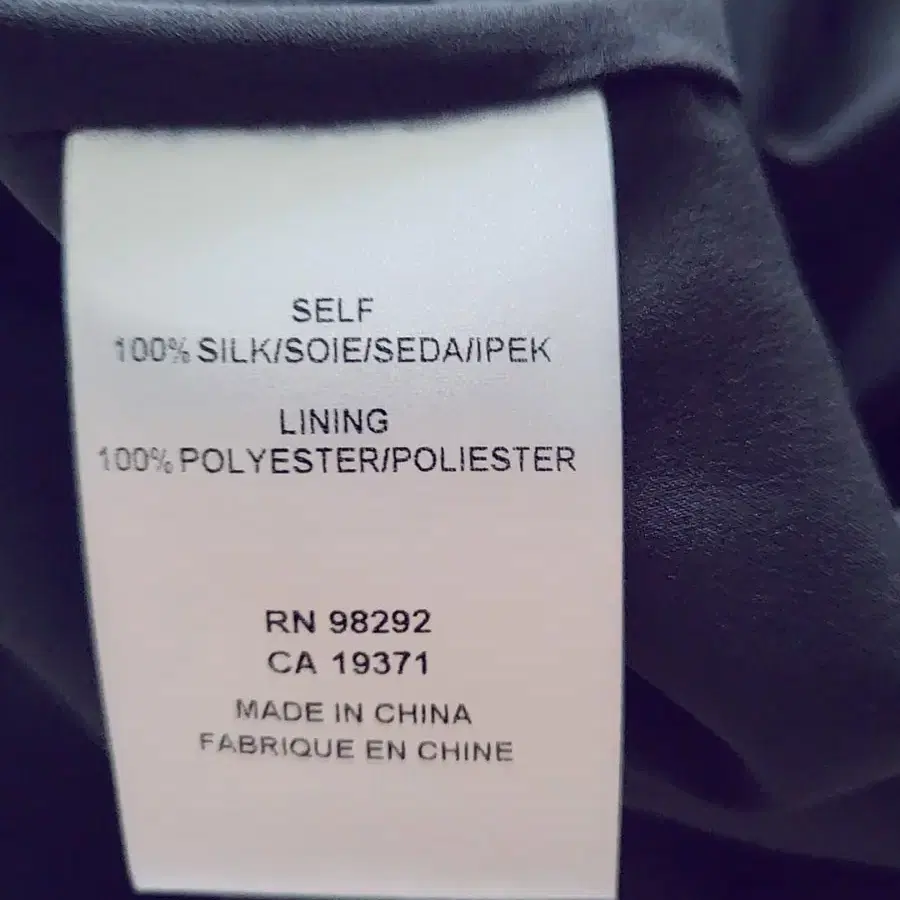 SELF
100% SILK/SOIE/SEDA/IPEK
LINING
100% POLYESTER/POLIESTER
RN 98292
CA 19371
MADE IN CHINA
FABRIQUE EN CHINE